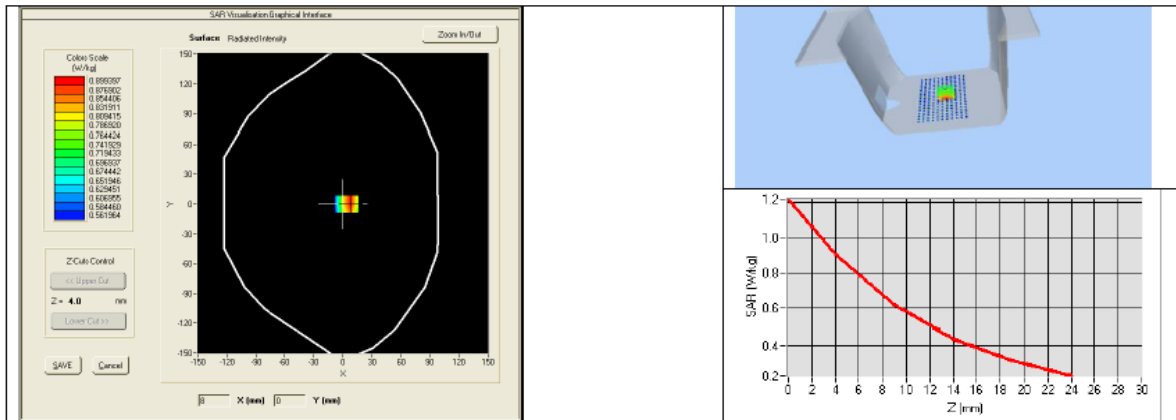 SAR Visualisation Graphical Interface
Surface Radiated Intensity
Zoom In/Out
Colors Scale
(W/kg)
0.899397
0.876902
0.854406
0.831911
0.809415
0.786920
0.764424
0.741929
0.719433
0.696937
0.674442
0.651946
0.629451
0.606955
0.584460
0.561964
Z-Cuts Control
<< Upper Cut
Z = 4.0 mm
Lower Cut >>
SAVE Cancel
150
120
90
60
30
0
-30
-60
-90
-120
-150
Y
-150 -120 -90 -60 -30 0 30 60 90 120 150
X
8 X (mm) 0 Y (mm)
1.2
1.0
0.8
0.6
0.4
0.2
SAR (W/kg)
0 2 4 6 8 10 12 14 16 18 20 22 24 26 28 30
Z (mm)